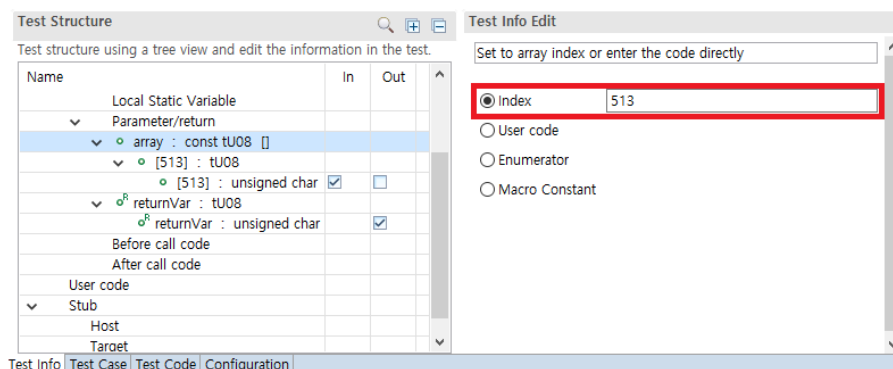 Test Structure
Test structure using a tree view and edit the information in the test.
Name In Out
Local Static Variable
Parameter/return
array : const tU08 []
[513] : tU08
[513] : unsigned char
R returnVar : tU08
R returnVar : unsigned char
Before call code
After call code
User code
Stub
Host
Target
Test Info Test Case Test Code Configuration
Test Info Edit
Set to array index or enter the code directly
Index 513
User code
Enumerator
Macro Constant